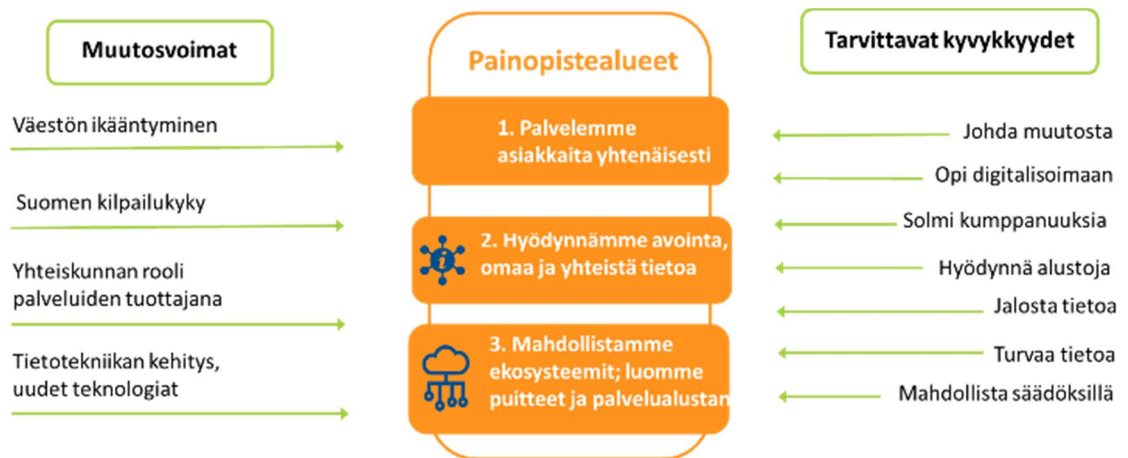 Muutosvoimat
Väestön ikääntyminen
Suomen kilpailukyky
Yhteiskunnan rooli
palveluiden tuottajana
Tietotekniikan kehitys,
uudet teknologiat
Painopistealueet
1. Palvelemme
asiakkaita yhtenäisesti
2. Hyödynnämme avointa,
omaa ja yhteistä tietoa
3. Mahdollistamme
ekosysteemit; luomme
puitteet ja palvelualustan
Tarvittavat kyvykkyydet
Johda muutosta
Opi digitalisoimaan
Solmi kumppanuuksia
Hyödynnä alustoja
Jalosta tietoa
Turvaa tietoa
Mahdollista säädöksillä